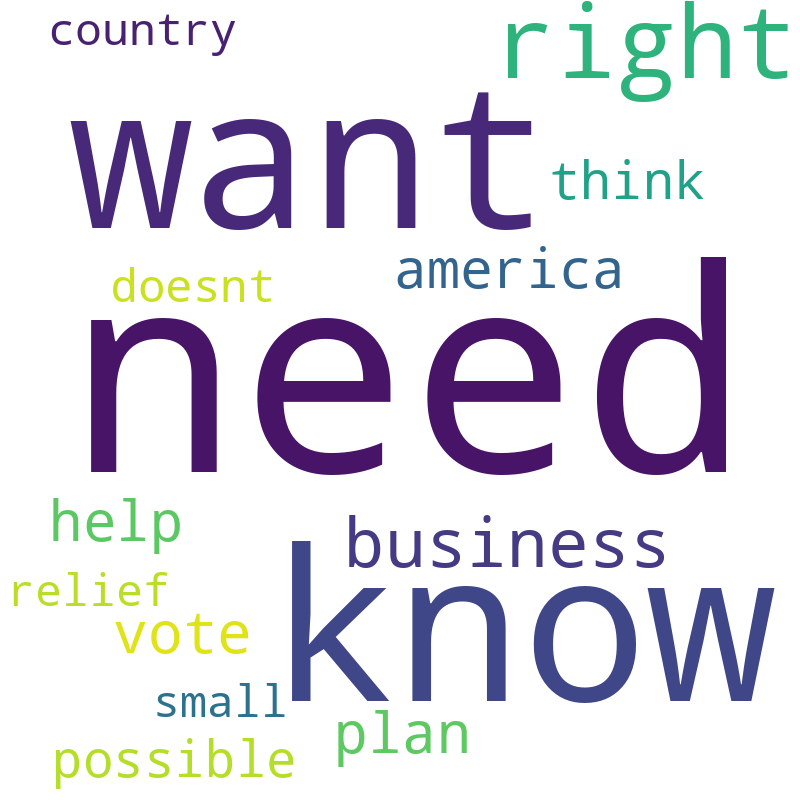 country
right
want
think
america
doesnt
need
help
business
relief
know
vote
small
plan
possible